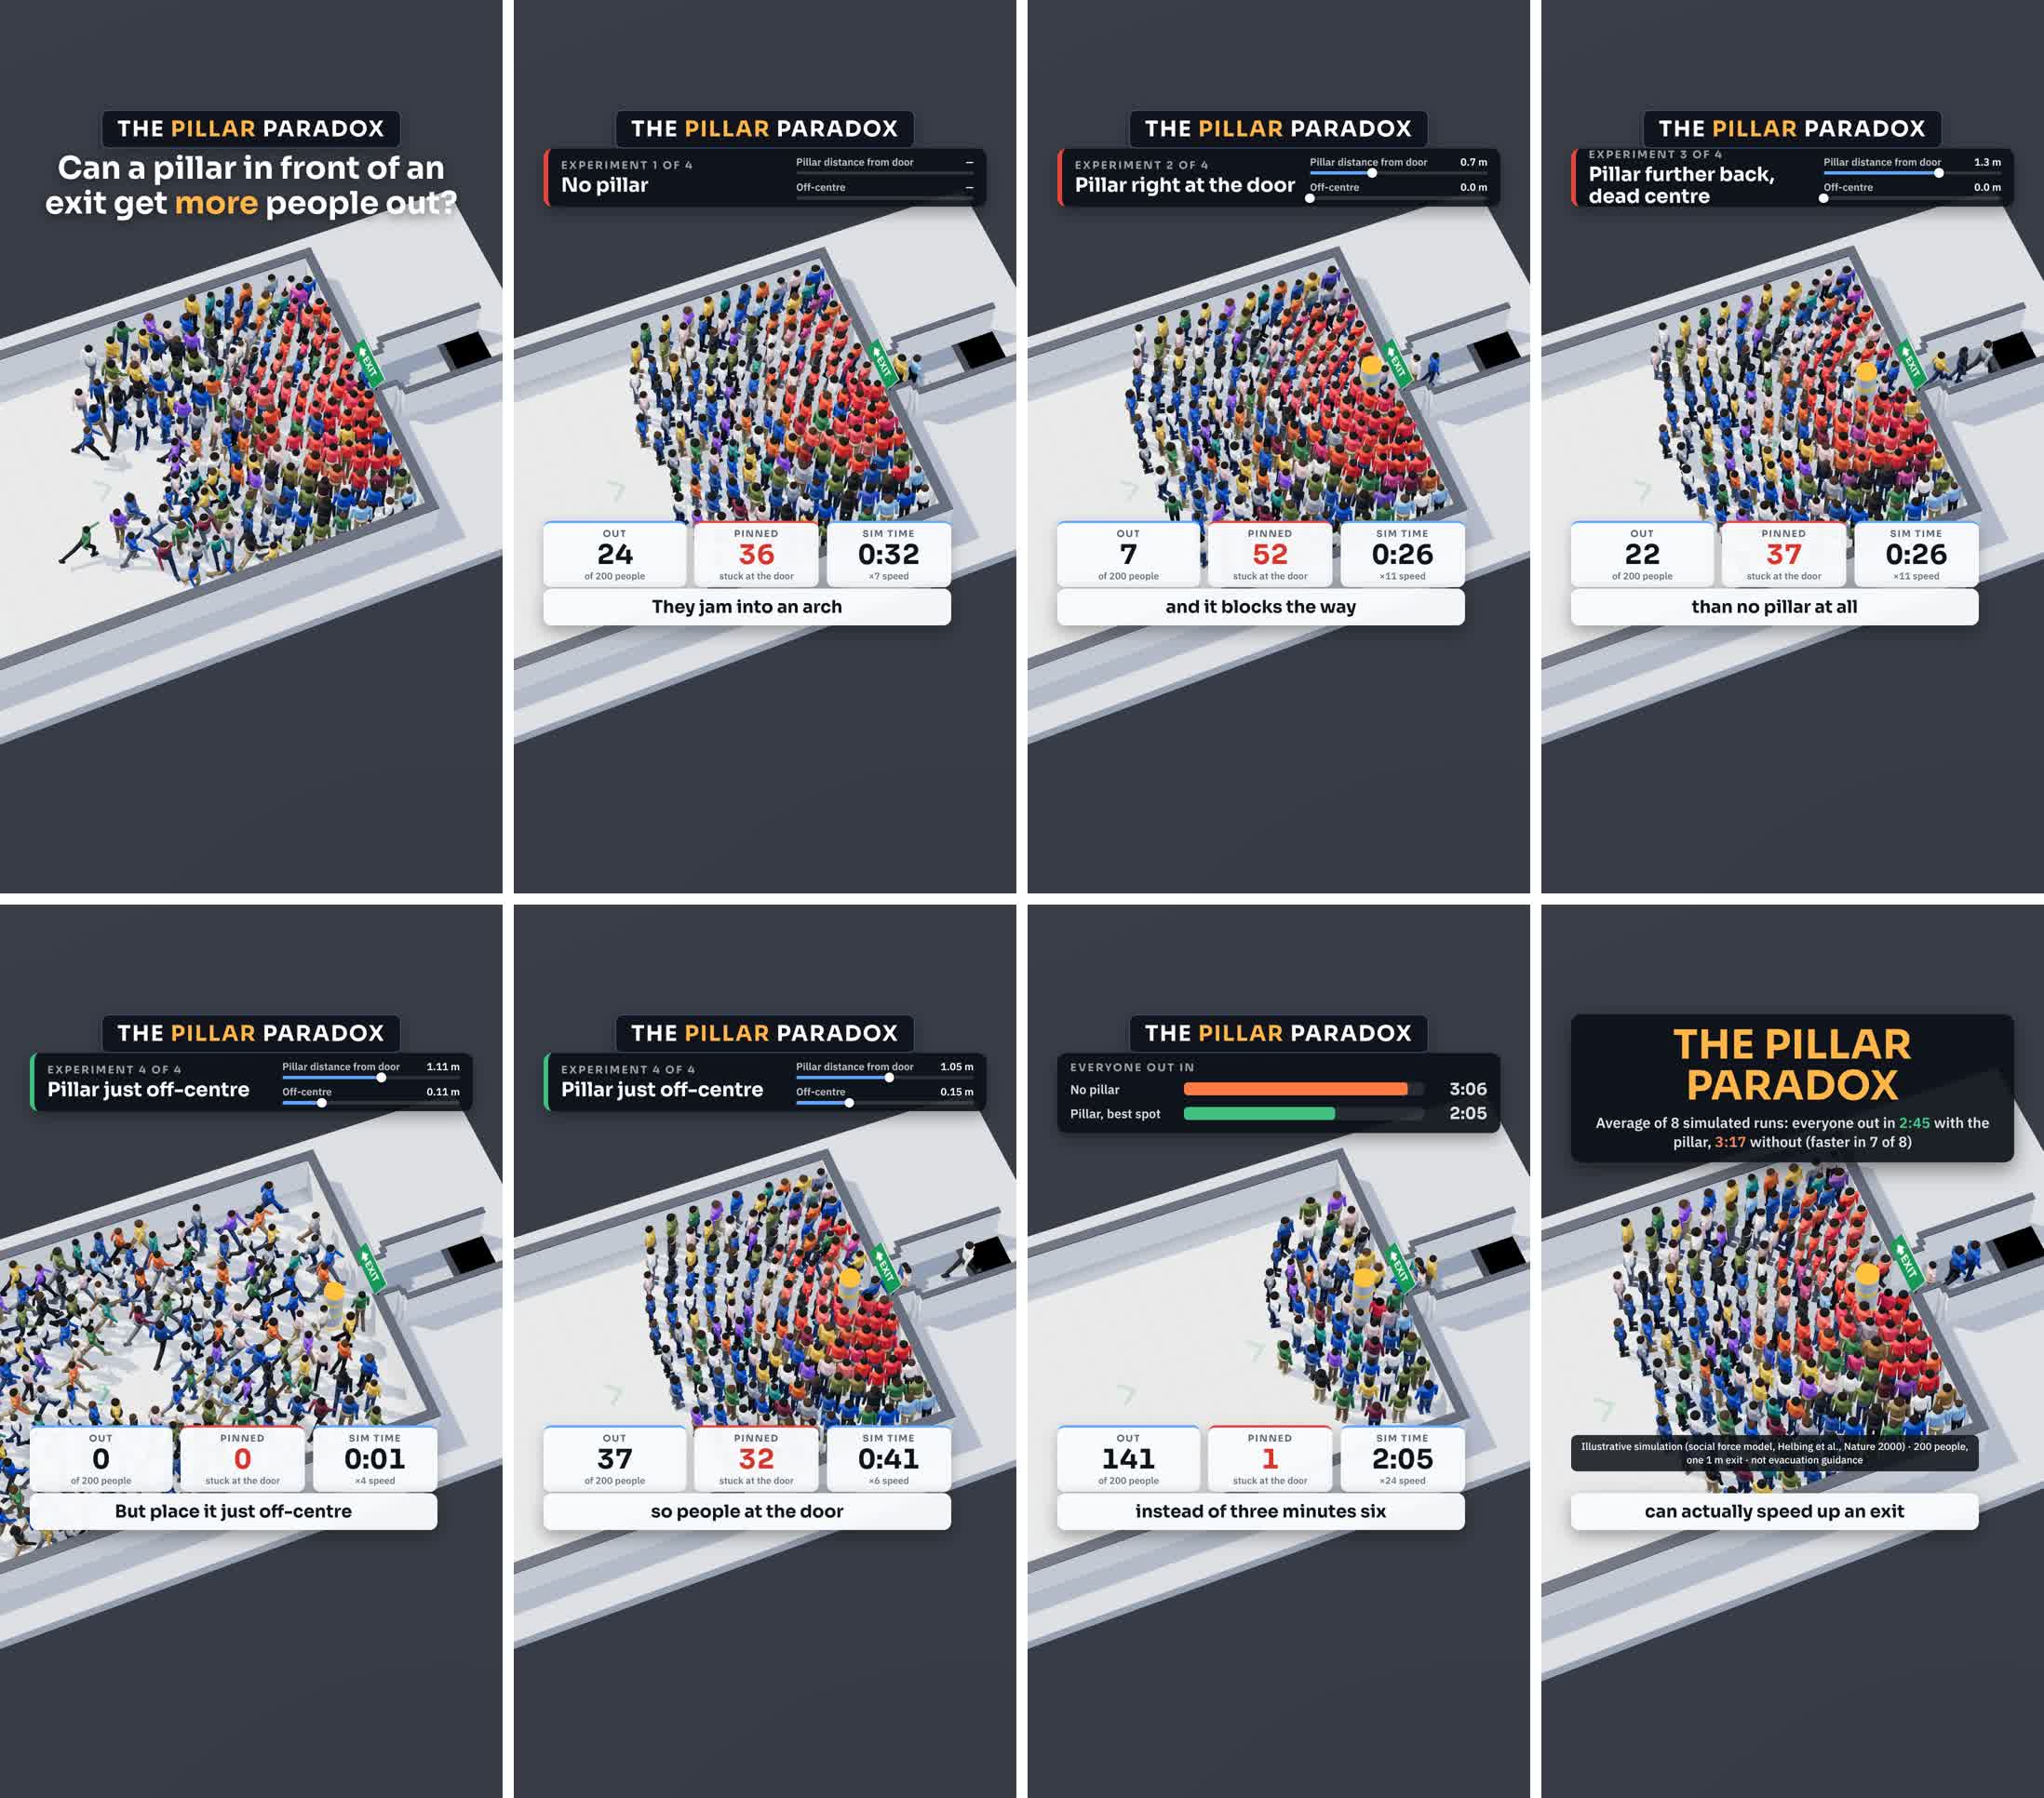 THE PILLAR PARADOX
Can a pillar in front of an
exit get more people out?
EXIT
THE PILLAR PARADOX
EXPERIMENT 1 OF 4
No pillar
Pillar distance from door –
Off-centre –
EXIT
OUT
24
of 200 people
PINNED
36
stuck at the door
SIM TIME
0:32
×7 speed
They jam into an arch
THE PILLAR PARADOX
EXPERIMENT 2 OF 4
Pillar right at the door
Pillar distance from door 0.7 m
Off-centre 0.0 m
EXIT
OUT
7
of 200 people
PINNED
52
stuck at the door
SIM TIME
0:26
×11 speed
and it blocks the way
THE PILLAR PARADOX
EXPERIMENT 3 OF 4
Pillar further back,
dead centre
Pillar distance from door 1.3 m
Off-centre 0.0 m
EXIT
OUT
22
of 200 people
PINNED
37
stuck at the door
SIM TIME
0:26
×11 speed
than no pillar at all
THE PILLAR PARADOX
EXPERIMENT 4 OF 4
Pillar just off-centre
Pillar distance from door 1.11 m
Off-centre 0.11 m
EXIT
OUT
0
of 200 people
PINNED
0
stuck at the door
SIM TIME
0:01
×4 speed
But place it just off-centre
THE PILLAR PARADOX
EXPERIMENT 4 OF 4
Pillar just off-centre
Pillar distance from door 1.05 m
Off-centre 0.15 m
EXIT
OUT
37
of 200 people
PINNED
32
stuck at the door
SIM TIME
0:41
×6 speed
so people at the door
THE PILLAR PARADOX
EVERYONE OUT IN
No pillar 3:06
Pillar, best spot 2:05
EXIT
OUT
141
of 200 people
PINNED
1
stuck at the door
SIM TIME
2:05
×24 speed
instead of three minutes six
THE PILLAR
PARADOX
Average of 8 simulated runs: everyone out in 2:45 with the
pillar, 3:17 without (faster in 7 of 8)
EXIT
Illustrative simulation (social force model, Helbing et al., Nature 2000) · 200 people,
one 1 m exit · not evacuation guidance
can actually speed up an exit